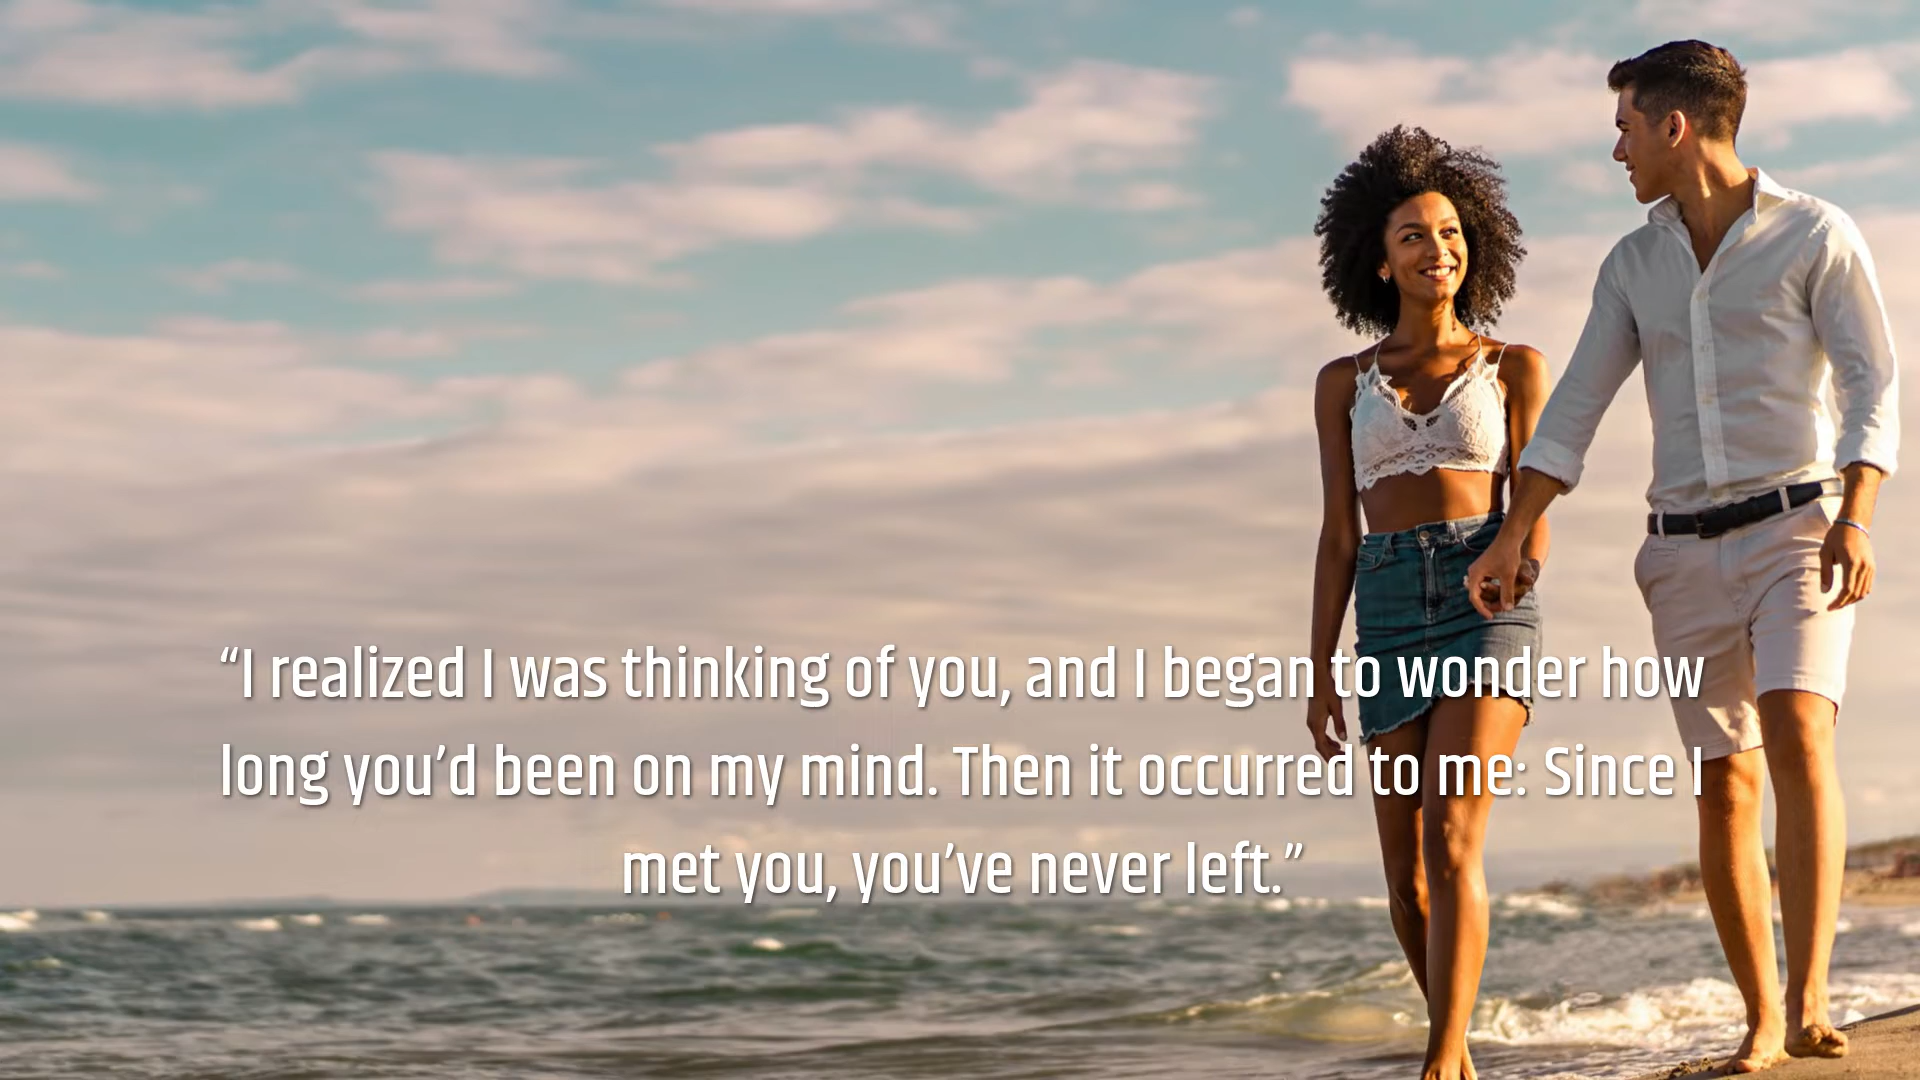 “I realized I was thinking of you, and I began to wonder how
long you’d been on my mind. Then it occurred to me: Since I
met you, you’ve never left.”